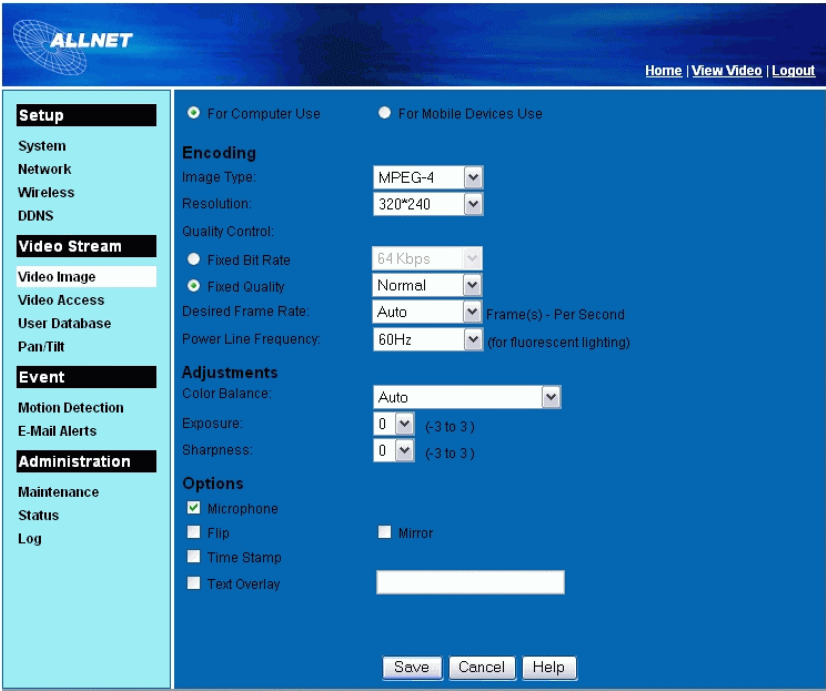 ALLNET
Home | View Video | Logout
Setup
System
Network
Wireless
DDNS
Video Stream
Video Image
Video Access
User Database
Pan/Tilt
Event
Motion Detection
E-Mail Alerts
Administration
Maintenance
Status
Log
For Computer Use For Mobile Devices Use
Encoding
Image Type: MPEG-4
Resolution: 320*240
Quality Control:
Fixed Bit Rate 64 Kbps
Fixed Quality Normal
Desired Frame Rate: Auto Frame(s) - Per Second
Power Line Frequency: 60Hz (for fluorescent lighting)
Adjustments
Color Balance: Auto
Exposure: 0 (-3 to 3 )
Sharpness: 0 (-3 to 3 )
Options
Microphone
Flip Mirror
Time Stamp
Text Overlay
Save Cancel Help